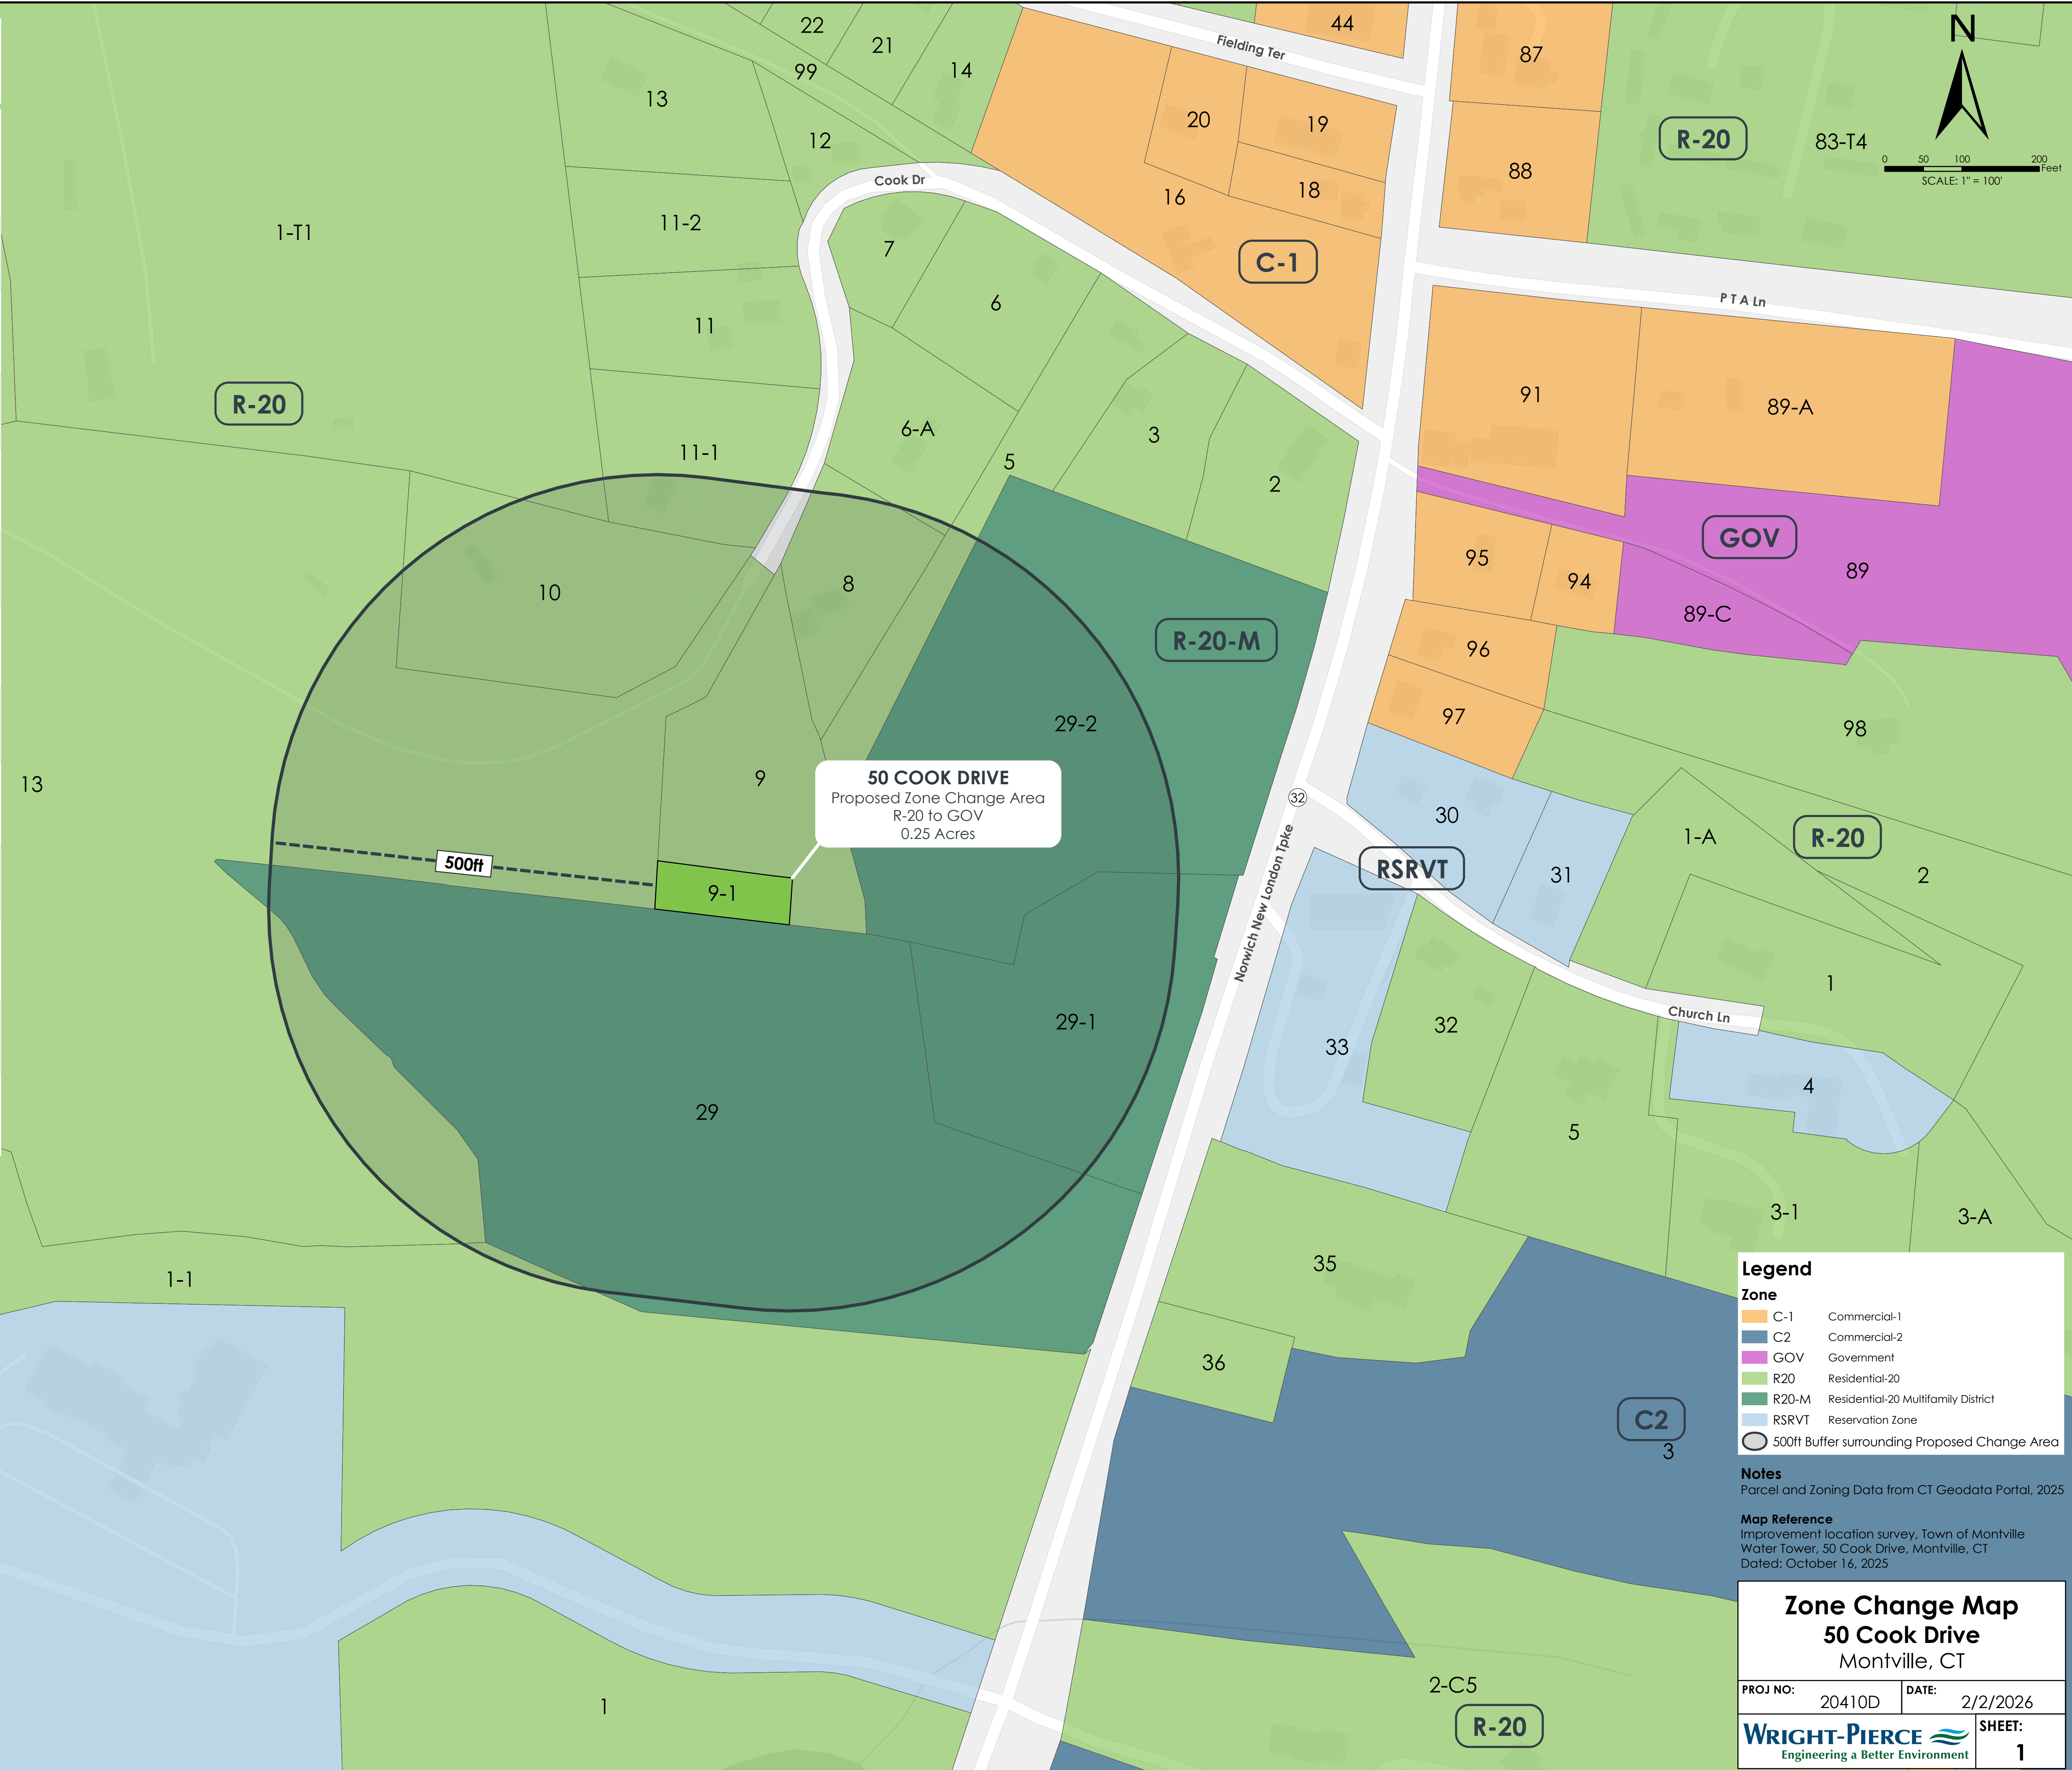 22
21
99
14
13
12
11-2
1-T1
11
11-1
Cook Dr
7
6
6-A
5
3
2
Fielding Ter
44
87
20
19
88
18
16
C-1
R-20
83-T4
N
0 50 100 200
Feet
SCALE: 1" = 100'
P T A Ln
91
89-A
R-20
GOV
95
94
89
89-C
96
97
98
10
8
R-20-M
29-2
13
9
50 COOK DRIVE
Proposed Zone Change Area
R-20 to GOV
0.25 Acres
500ft
9-1
32
Norwich New London Tpke
30
RSRVT
31
1-A
R-20
2
1
Church Ln
32
33
4
5
29-1
29
3-1
3-A
1-1
35
36
C2
3
1
2-C5
R-20
Legend
Zone
C-1 Commercial-1
C2 Commercial-2
GOV Government
R20 Residential-20
R20-M Residential-20 Multifamily District
RSRVT Reservation Zone
500ft Buffer surrounding Proposed Change Area
Notes
Parcel and Zoning Data from CT Geodata Portal, 2025
Map Reference
Improvement location survey, Town of Montville
Water Tower, 50 Cook Drive, Montville, CT
Dated: October 16, 2025
Zone Change Map
50 Cook Drive
Montville, CT
PROJ NO: 20410D
DATE: 2/2/2026
WRIGHT-PIERCE
Engineering a Better Environment
SHEET:
1